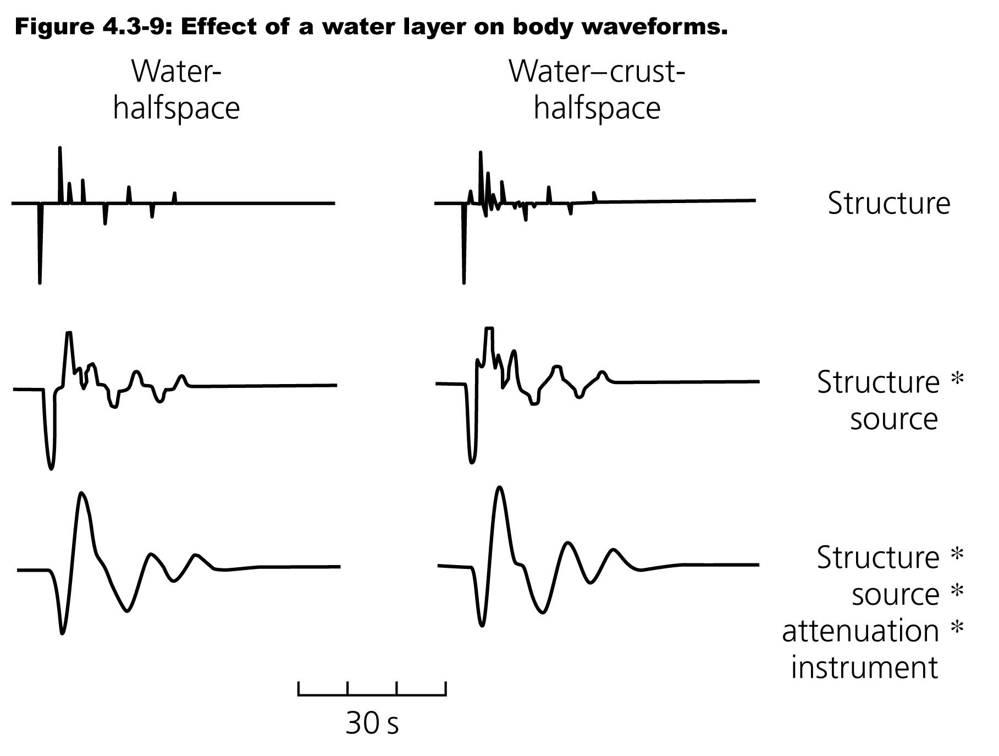 Figure 4.3-9: Effect of a water layer on body waveforms.
Water-
halfspace
Water–crust-
halfspace
Structure
Structure *
source
Structure *
source *
attenuation *
instrument
30 s